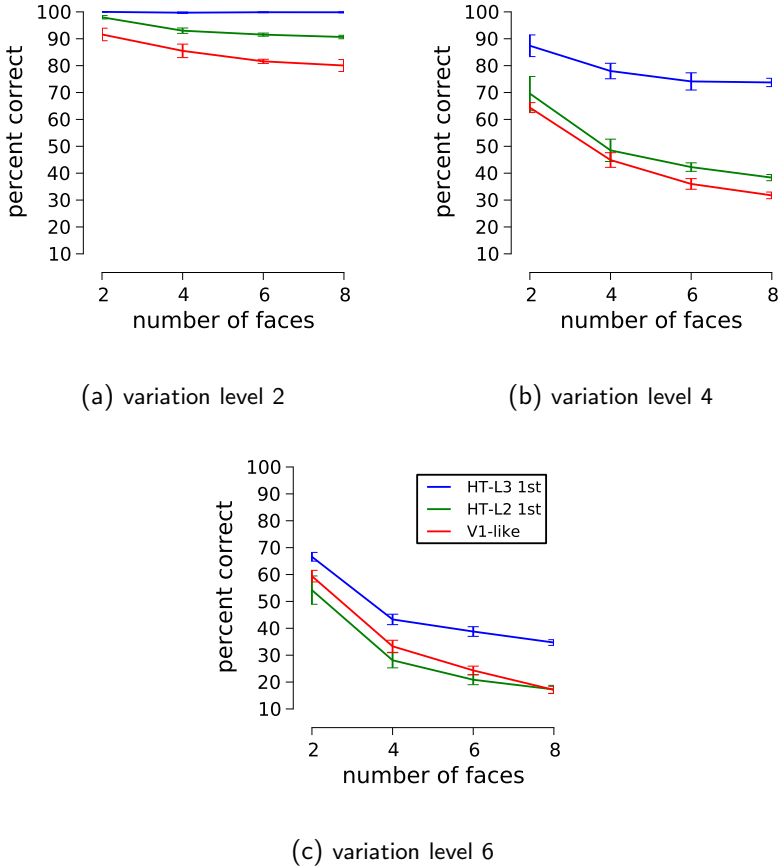 100
90
80
70
60
50
40
30
20
10
percent correct
2 4 6 8
number of faces
(a) variation level 2
100
90
80
70
60
50
40
30
20
10
percent correct
2 4 6 8
number of faces
(b) variation level 4
100
90
80
70
60
50
40
30
20
10
percent correct
HT-L3 1st
HT-L2 1st
V1-like
2 4 6 8
number of faces
(c) variation level 6